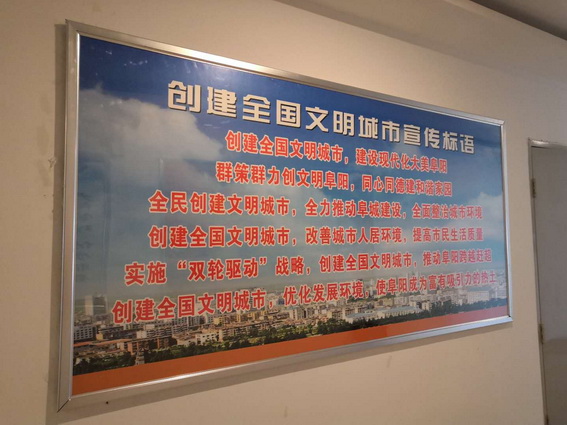 创建全国文明城市宣传标语
创建全国文明城市，建设现代化大美阜阳
群策群力创文明阜阳，同心同德建和谐家园
全民创建文明城市，全力推动阜城建设，全面整治城市环境
创建全国文明城市，改善城市人居环境，提高市民生活质量
实施“双轮驱动”战略，创建全国文明城市，推动阜阳跨越赶超
创建全国文明城市，优化发展环境，使阜阳成为富有吸引力的热土